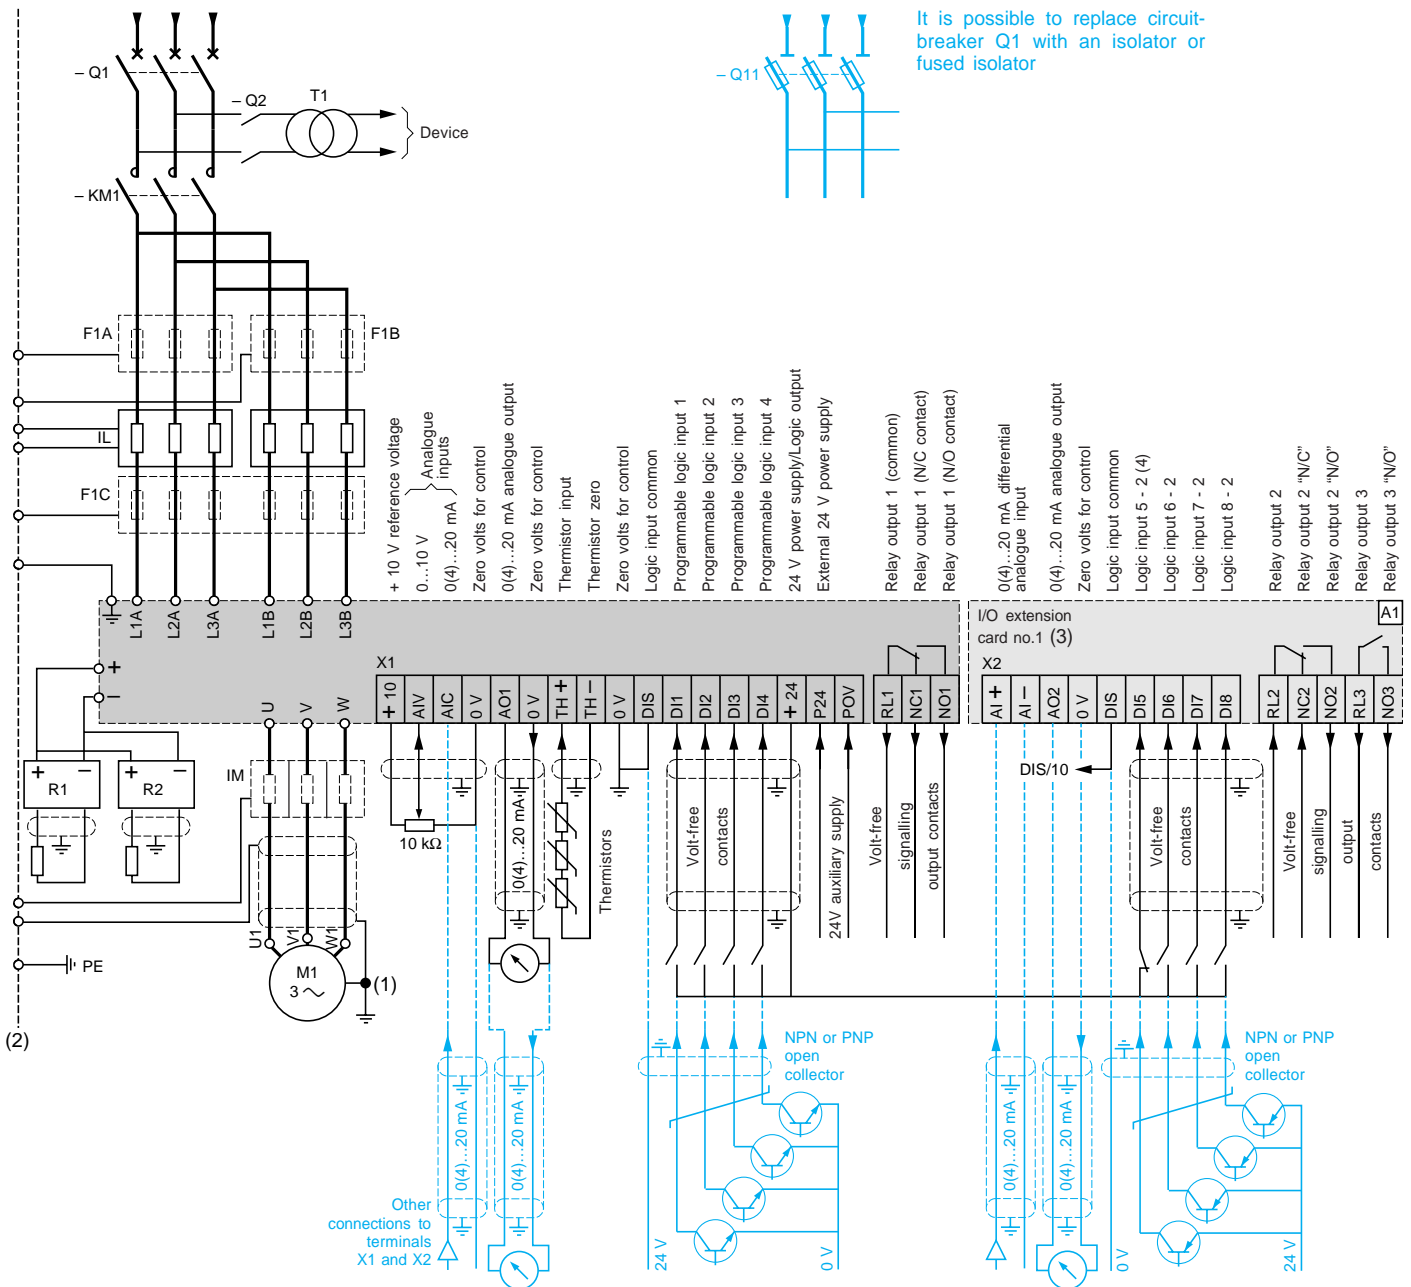 It is possible to replace circuit-
breaker Q1 with an isolator or
fused isolator
– Q1
– Q11
– Q2
T1
Device
– KM1
F1A
F1B
IL
F1C
+ 10 V reference voltage
0...10 V
0(4)...20 mA
Analogue
inputs
Zero volts for control
0(4)...20 mA analogue output
Zero volts for control
Thermistor input
Thermistor zero
Zero volts for control
Logic input common
Programmable logic input 1
Programmable logic input 2
Programmable logic input 3
Programmable logic input 4
24 V power supply/Logic output
External 24 V power supply
Relay output 1 (common)
Relay output 1 (N/C contact)
Relay output 1 (N/O contact)
0(4)...20 mA differential
analogue input
0(4)...20 mA analogue output
Zero volts for control
Logic input common
Logic input 5 - 2 (4)
Logic input 6 - 2
Logic input 7 - 2
Logic input 8 - 2
Relay output 2
Relay output 2 “N/C”
Relay output 2 “N/O”
Relay output 3
Relay output 3 “N/O”
L1A
L2A
L3A
L1B
L2B
L3B
I/O extension
card no.1 (3)
A1
+
–
X1
X2
U
V
W
+ 10
AIV
AIC
0 V
AO1
0 V
TH +
TH –
0 V
DIS
DI1
DI2
DI3
DI4
+ 24
P24
POV
RL1
NC1
NO1
AI +
AI –
AO2
0 V
DIS
DI5
DI6
DI7
DI8
RL2
NC2
NO2
RL3
NO3
+ –
R1
+ –
R2
IM
10 kΩ
0(4)...20 mA
Thermistors
Volt-free
contacts
24V auxiliary supply
Volt-free
signalling
output contacts
DIS/10
Volt-free
contacts
Volt-free
signalling
output
contacts
U1
V1
W1
M1
3
(1)
PE
(2)
NPN or PNP
open
collector
NPN or PNP
open
collector
0(4)...20 mA
0(4)...20 mA
0(4)...20 mA
0(4)...20 mA
Other
connections to
terminals
X1 and X2
24 V
0 V
0 V
24 V